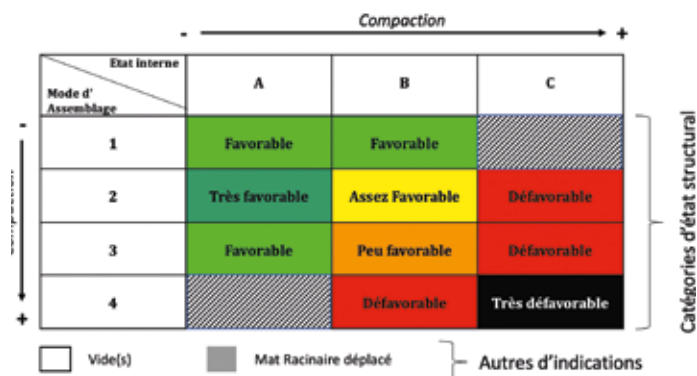 Compaction
- +
Etat interne
Mode d'
Assemblage
A B C
-
1 Favorable Favorable
2 Très favorable Assez Favorable Défavorable
3 Favorable Peu favorable Défavorable
4 Défavorable Très défavorable
+
Catégories d'état structural
Vide(s) Mat Racinaire déplacé Autres d'indications